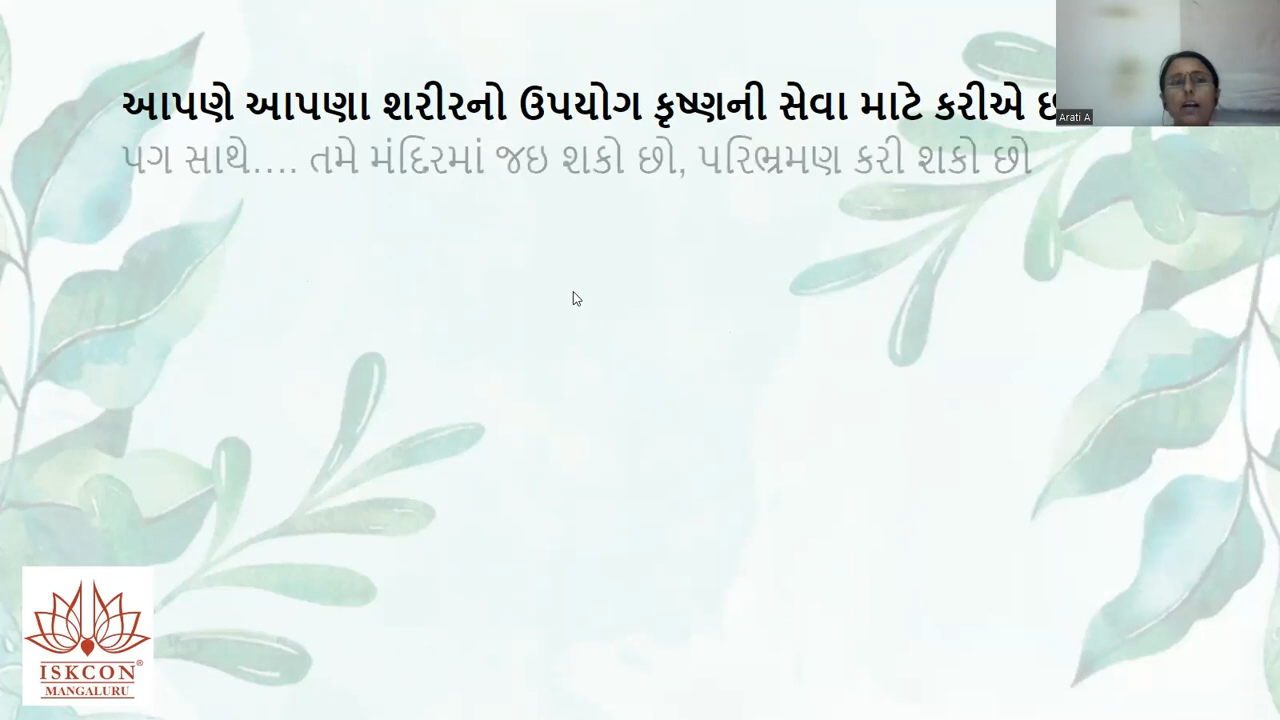 આપણે આપણા શરીરનો ઉપયોગ કૃષ્ણની સેવા માટે કરીએ
પગ સાથે.... તમે મંદિરમાં જઇ શકો છો, પરિભ્રમણ કરી શકો છો
Arati A
ISKCON®
MANGALURU